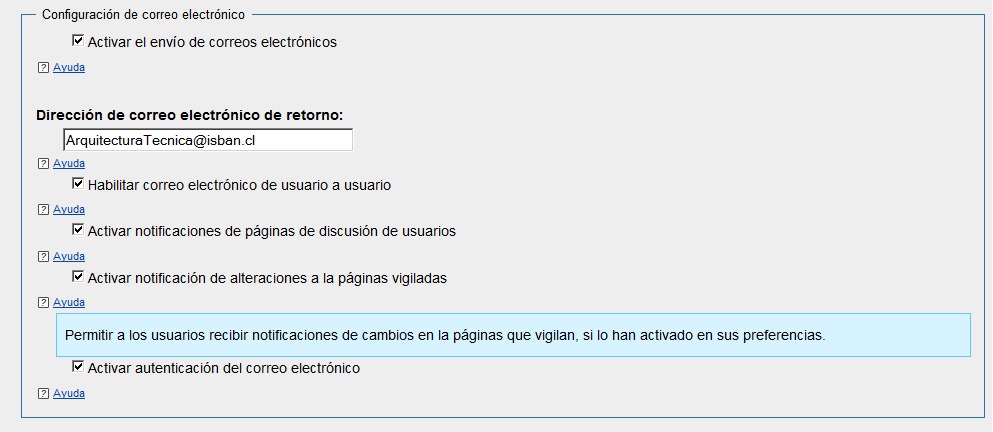 Configuración de correo electrónico
Activar el envío de correos electrónicos
? Ayuda
Dirección de correo electrónico de retorno:
ArquitecturaTecnica@isban.cl
? Ayuda
Habilitar correo electrónico de usuario a usuario
? Ayuda
Activar notificaciones de páginas de discusión de usuarios
? Ayuda
Activar notificación de alteraciones a la páginas vigiladas
? Ayuda
Permitir a los usuarios recibir notificaciones de cambios en la páginas que vigilan, si lo han activado en sus preferencias.
Activar autenticación del correo electrónico
? Ayuda